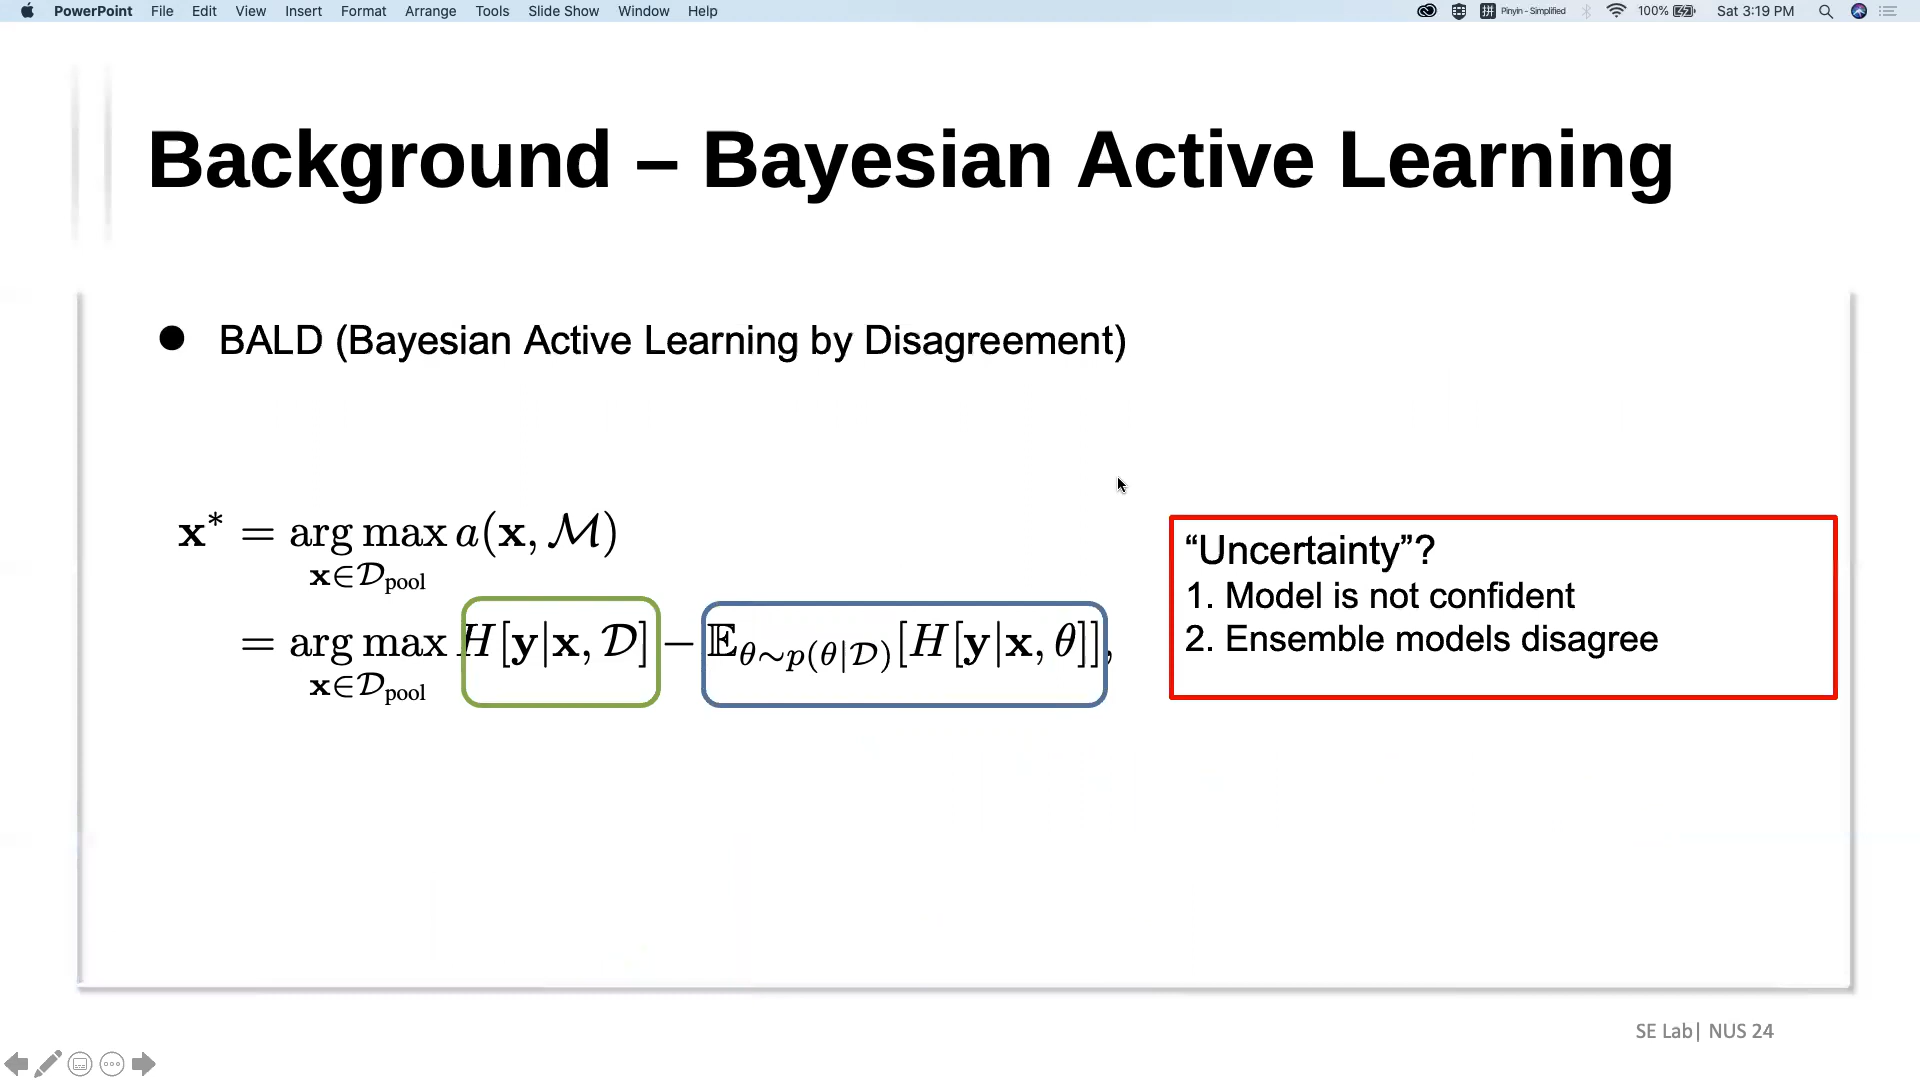 PowerPoint File Edit View Insert Format Arrange Tools Slide Show Window Help Pinyin - Simplified 100% Sat 3:19 PM
Background – Bayesian Active Learning
● BALD (Bayesian Active Learning by Disagreement)
x* = arg max a(x, M)
x∈D_pool
= arg max H[y|x, D] − 𝔼_θ∼p(θ|D)[H[y|x, θ]],
x∈D_pool
“Uncertainty”?
1. Model is not confident
2. Ensemble models disagree
SE Lab| NUS 24